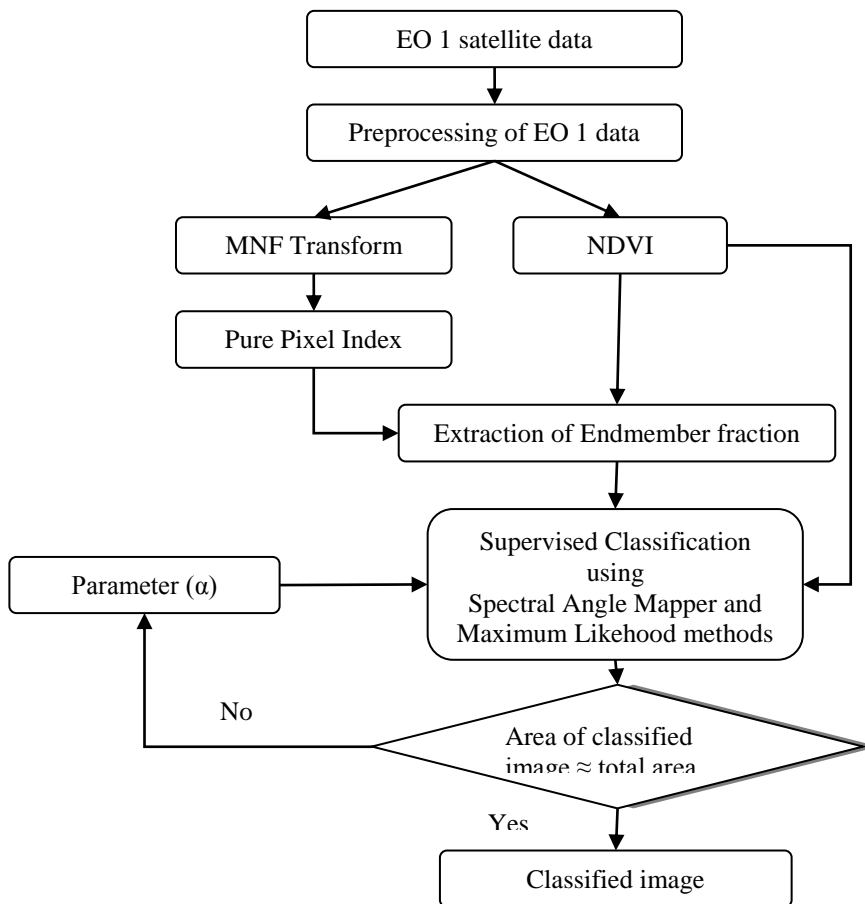 EO 1 satellite data
Preprocessing of EO 1 data
MNF Transform
NDVI
Pure Pixel Index
Extraction of Endmember fraction
Supervised Classification
using
Spectral Angle Mapper and
Maximum Likehood methods
Parameter (α)
No
Area of classified
image ≈ total area
Yes
Classified image